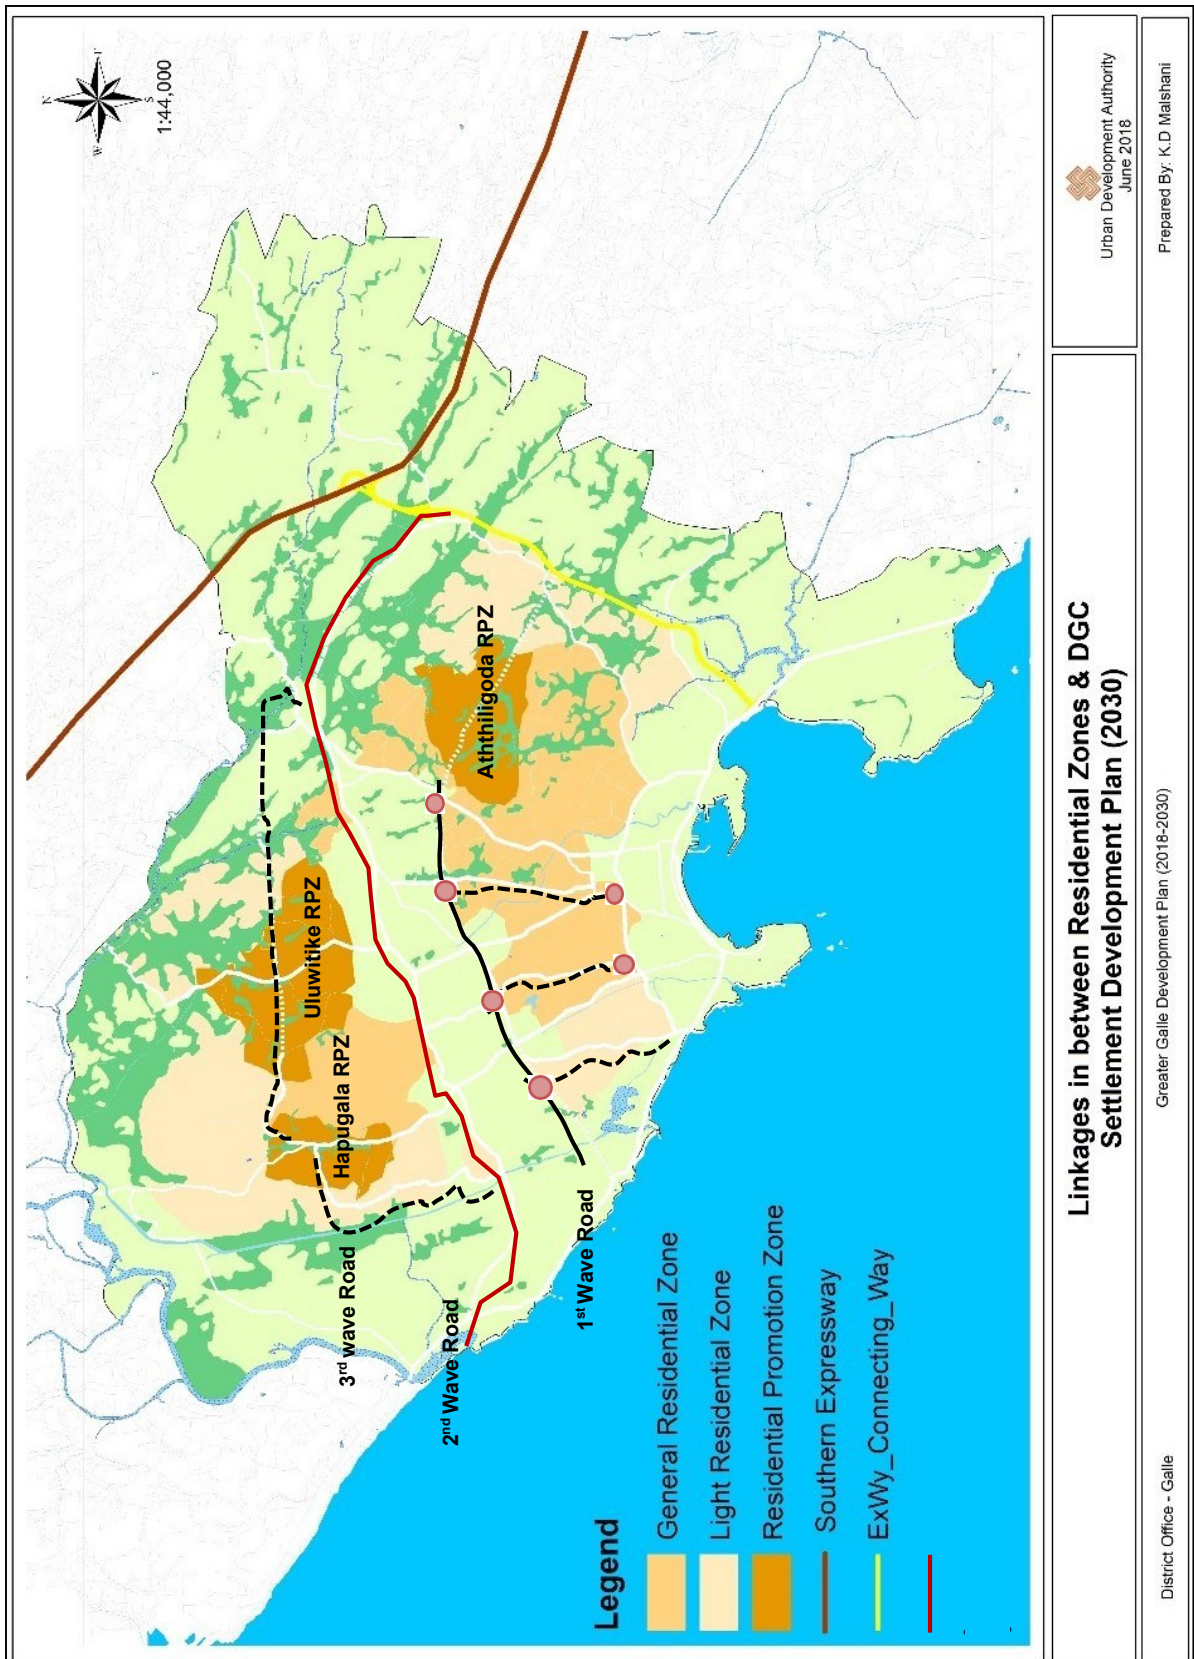 N
W
S
1:44,000
Aththiligoda RPZ
Uluwitike RPZ
Hapugala RPZ
3rd wave Road
2nd Wave Road
1st Wave Road
Legend
General Residential Zone
Light Residential Zone
Residential Promotion Zone
Southern Expressway
ExWy_Connecting_Way
Linkages in between Residential Zones & DGC
Settlement Development Plan (2030)
Urban Development Authority
June 2018
District Office - Galle
Greater Galle Development Plan (2018-2030)
Prepared By: K.D Malshani